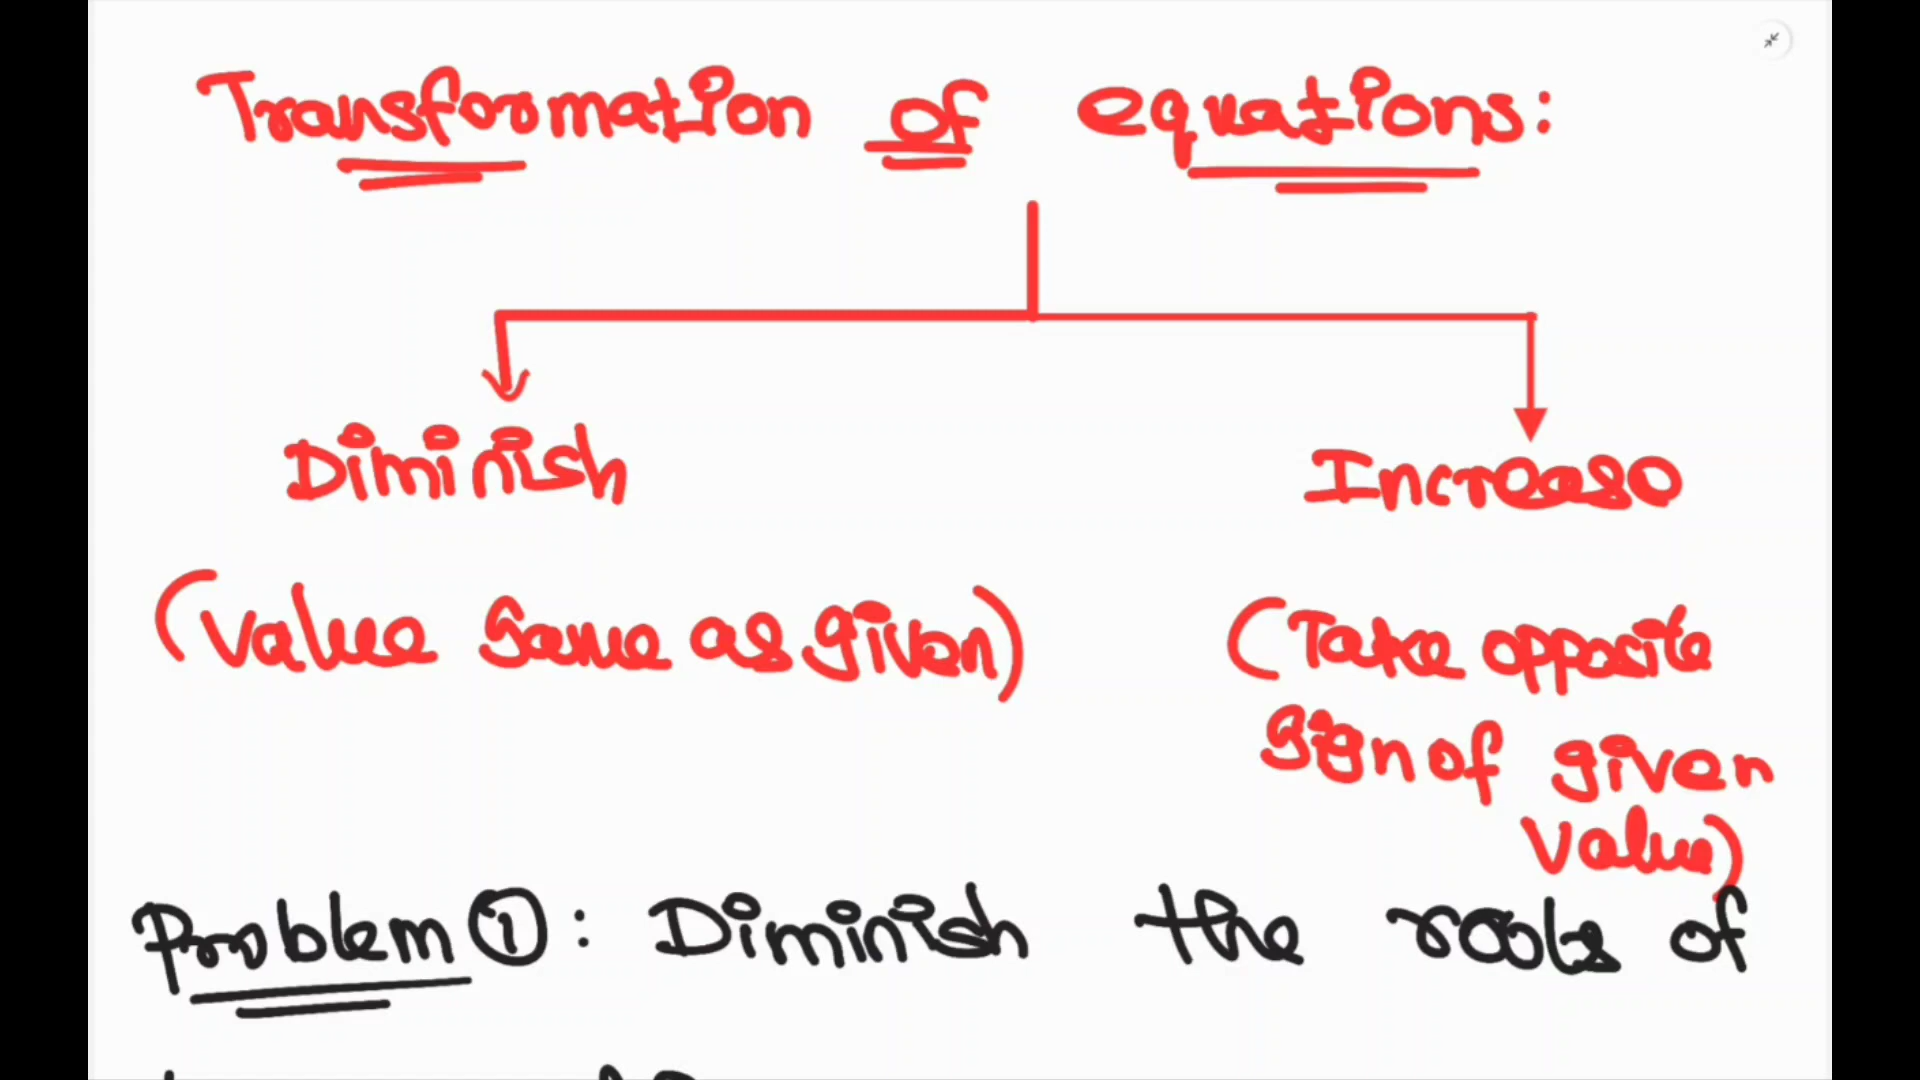 Transformation of equations:
Diminish Increase
(Value same as given) (Take opposite
sign of given
value)
Problem ①: Diminish the roots of